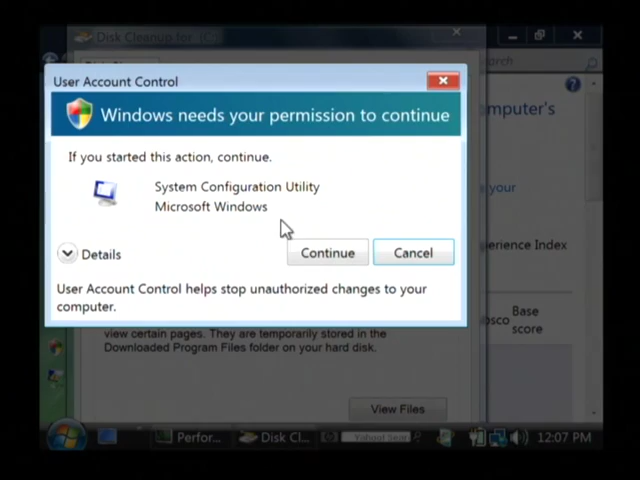 Disk Cleanup for (C:)
User Account Control
Windows needs your permission to continue
If you started this action, continue.
System Configuration Utility
Microsoft Windows
Details
Continue
Cancel
User Account Control helps stop unauthorized changes to your
computer.
mputer's
your
erience Index
Base
score
view certain pages. They are temporarily stored in the
Downloaded Program Files folder on your hard disk.
View Files
Perfor...
Disk Cl...
12:07 PM